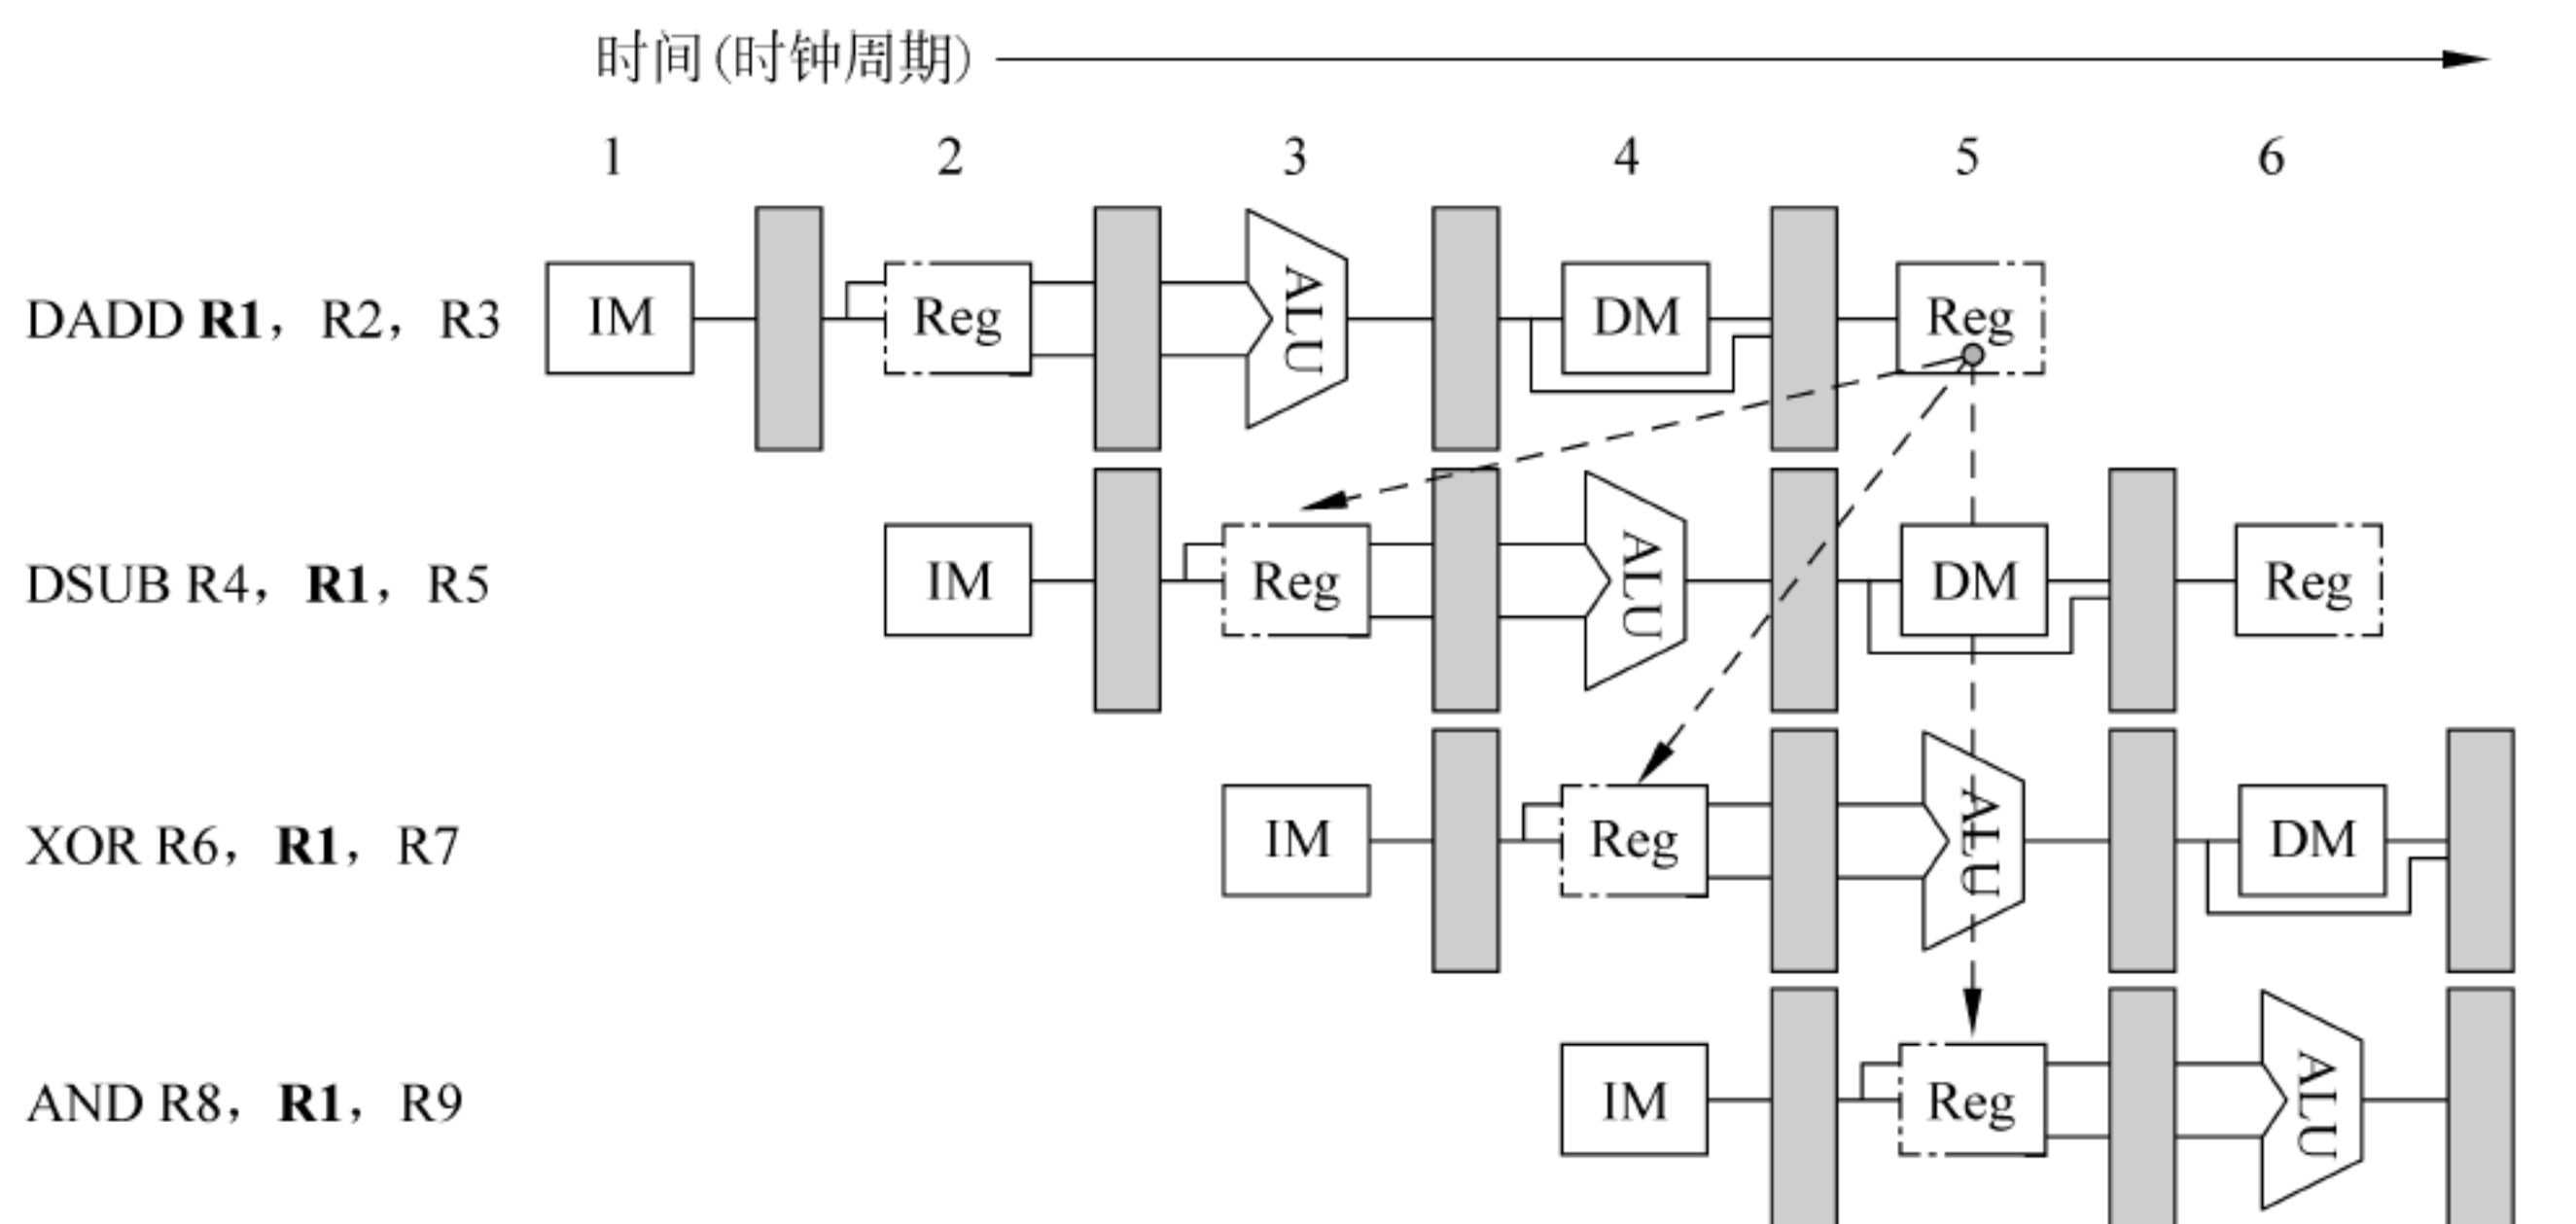 时间(时钟周期)
1 2 3 4 5 6
DADD R1，R2，R3 IM Reg ALU DM Reg
DSUB R4，R1，R5 IM Reg ALU DM Reg
XOR R6，R1，R7 IM Reg ALU DM
AND R8，R1，R9 IM Reg ALU